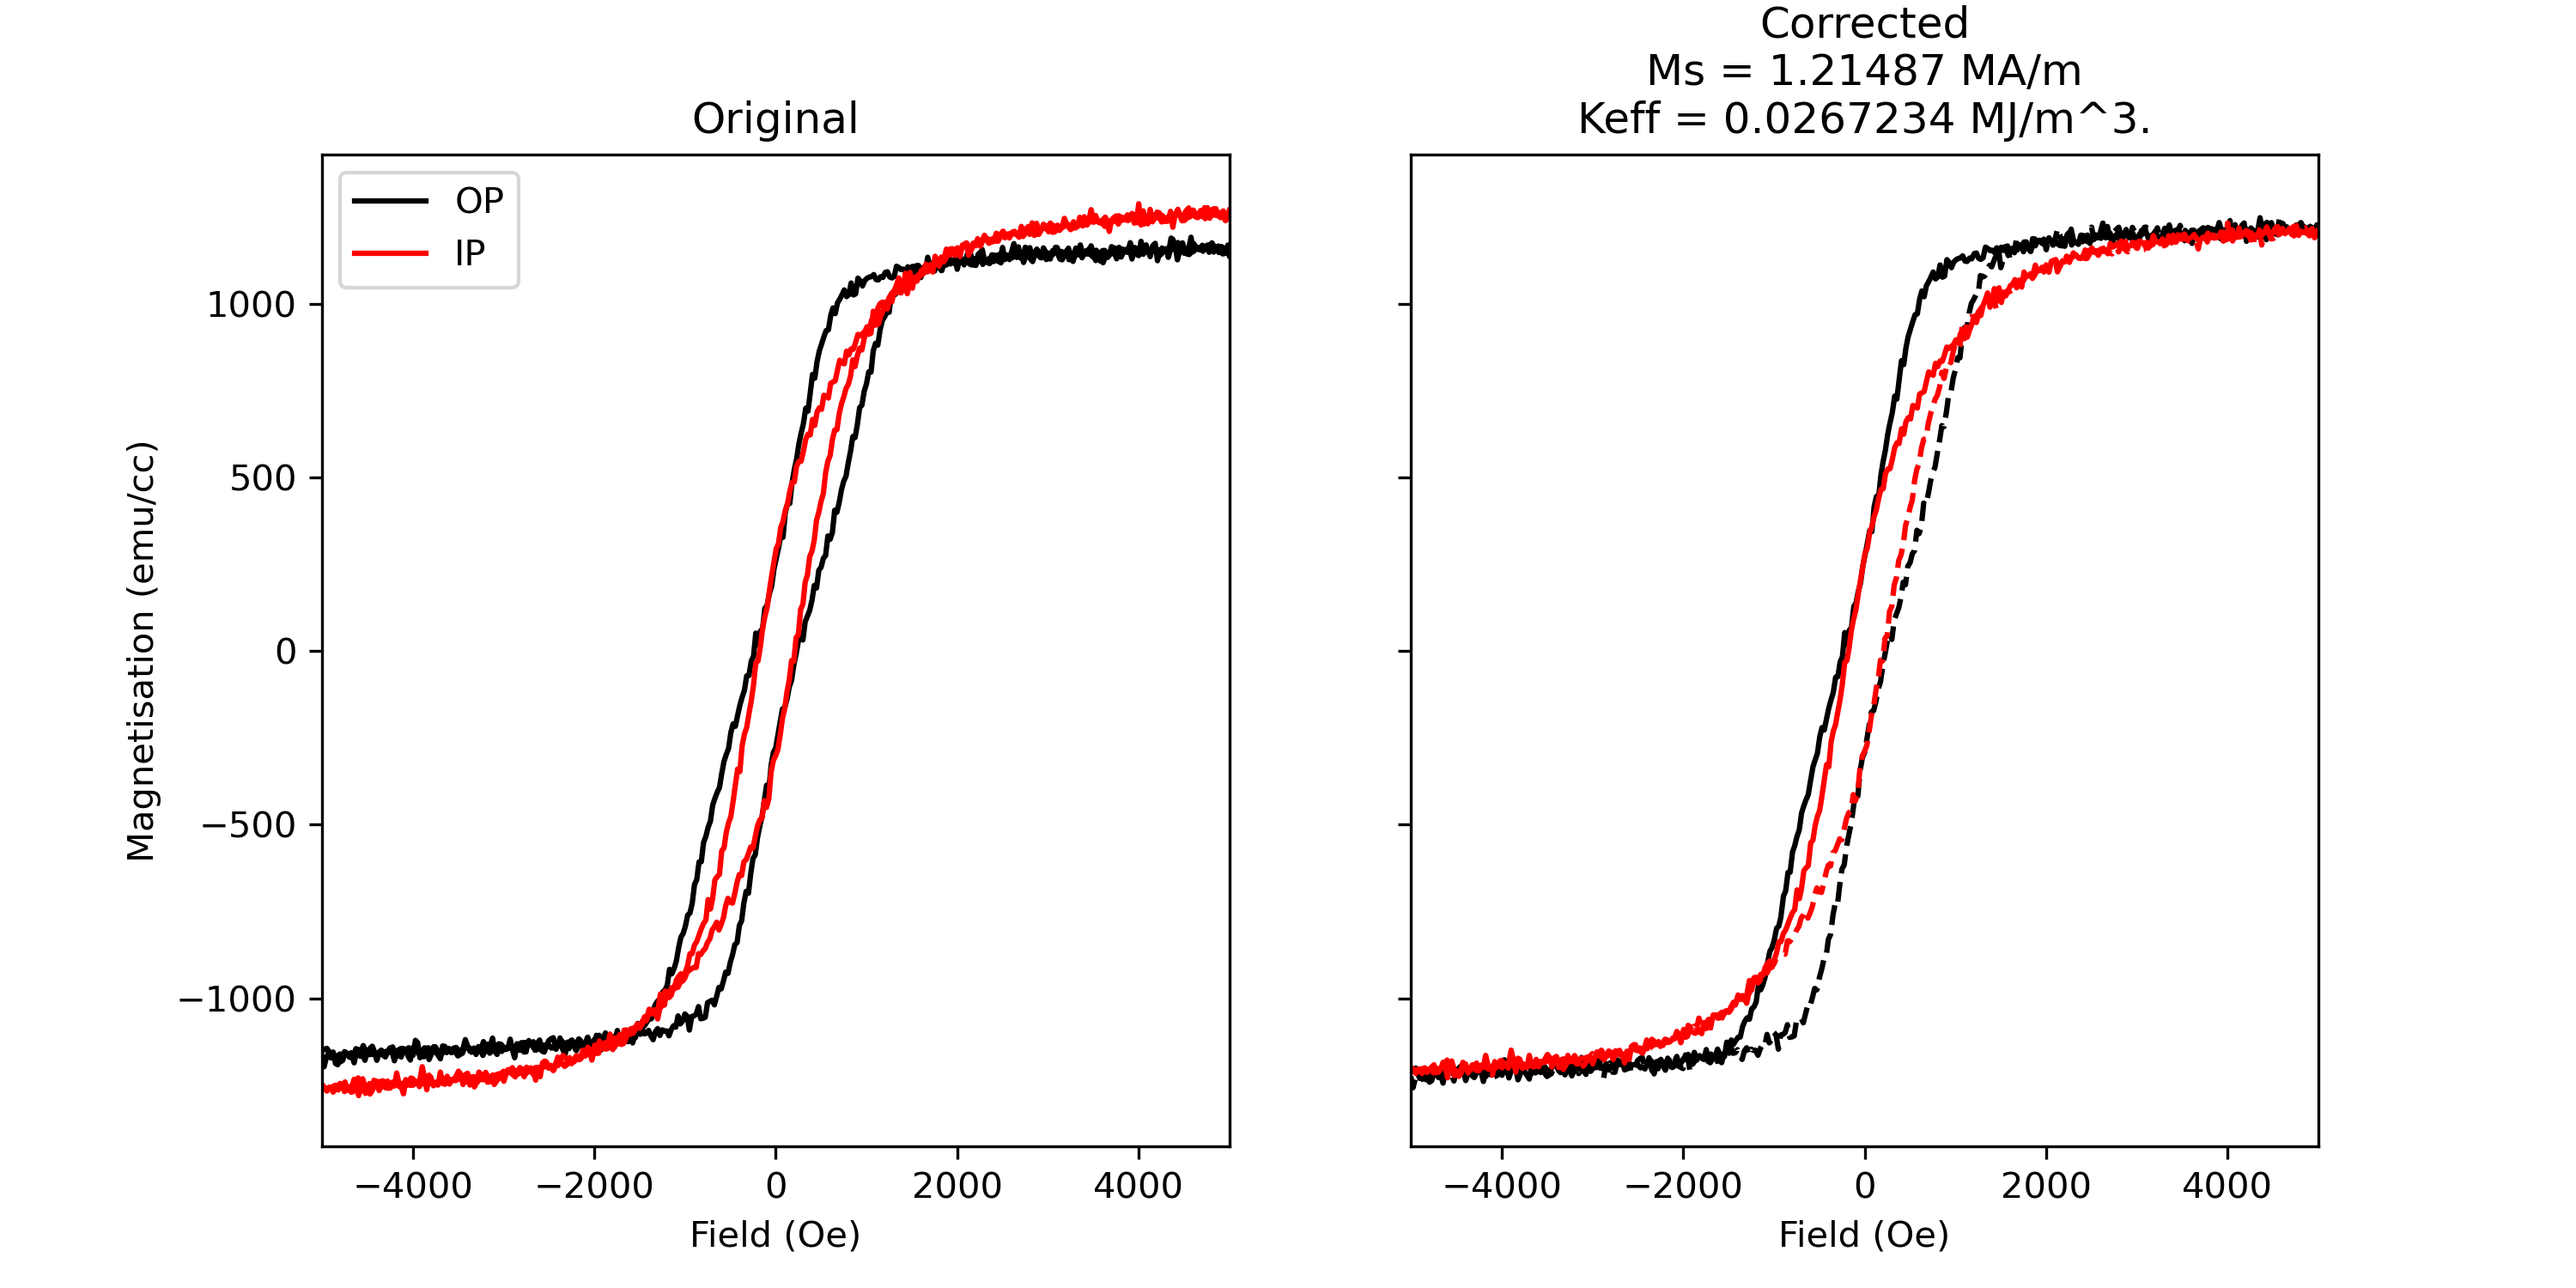 Original
OP
IP
1000
500
0
−500
−1000
Magnetisation (emu/cc)
−4000
−2000
0
2000
4000
Field (Oe)
Corrected
Ms = 1.21487 MA/m
Keff = 0.0267234 MJ/m^3.
−4000
−2000
0
2000
4000
Field (Oe)